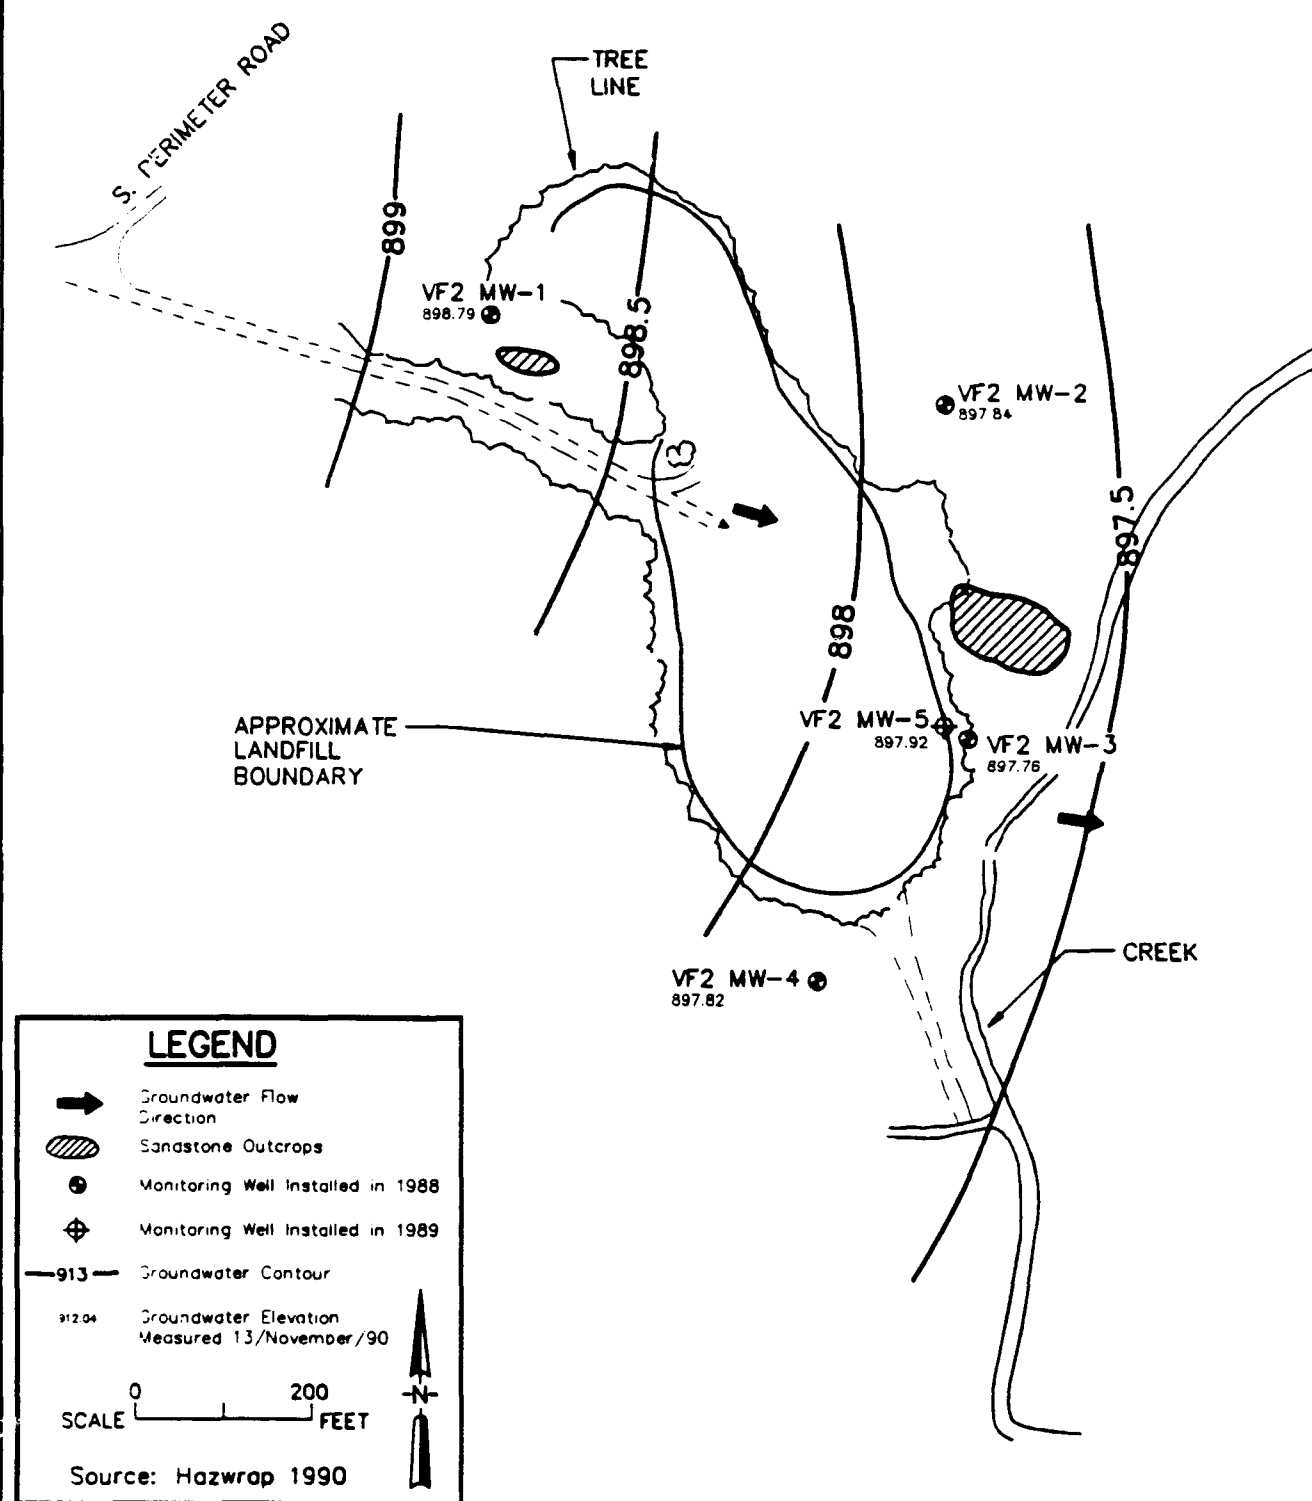 S. PERIMETER ROAD
TREE
LINE
899
VF2 MW-1
898.79
898.5
VF2 MW-2
897.84
897.5
898
APPROXIMATE
LANDFILL
BOUNDARY
VF2 MW-5
897.92
VF2 MW-3
897.76
CREEK
VF2 MW-4
897.82
LEGEND
Groundwater Flow
Direction
Sandstone Outcrops
Monitoring Well Installed in 1988
Monitoring Well Installed in 1989
913
Groundwater Contour
912.04
Groundwater Elevation
Measured 13/November/90
0 200
SCALE FEET
N
Source: Hazwrap 1990